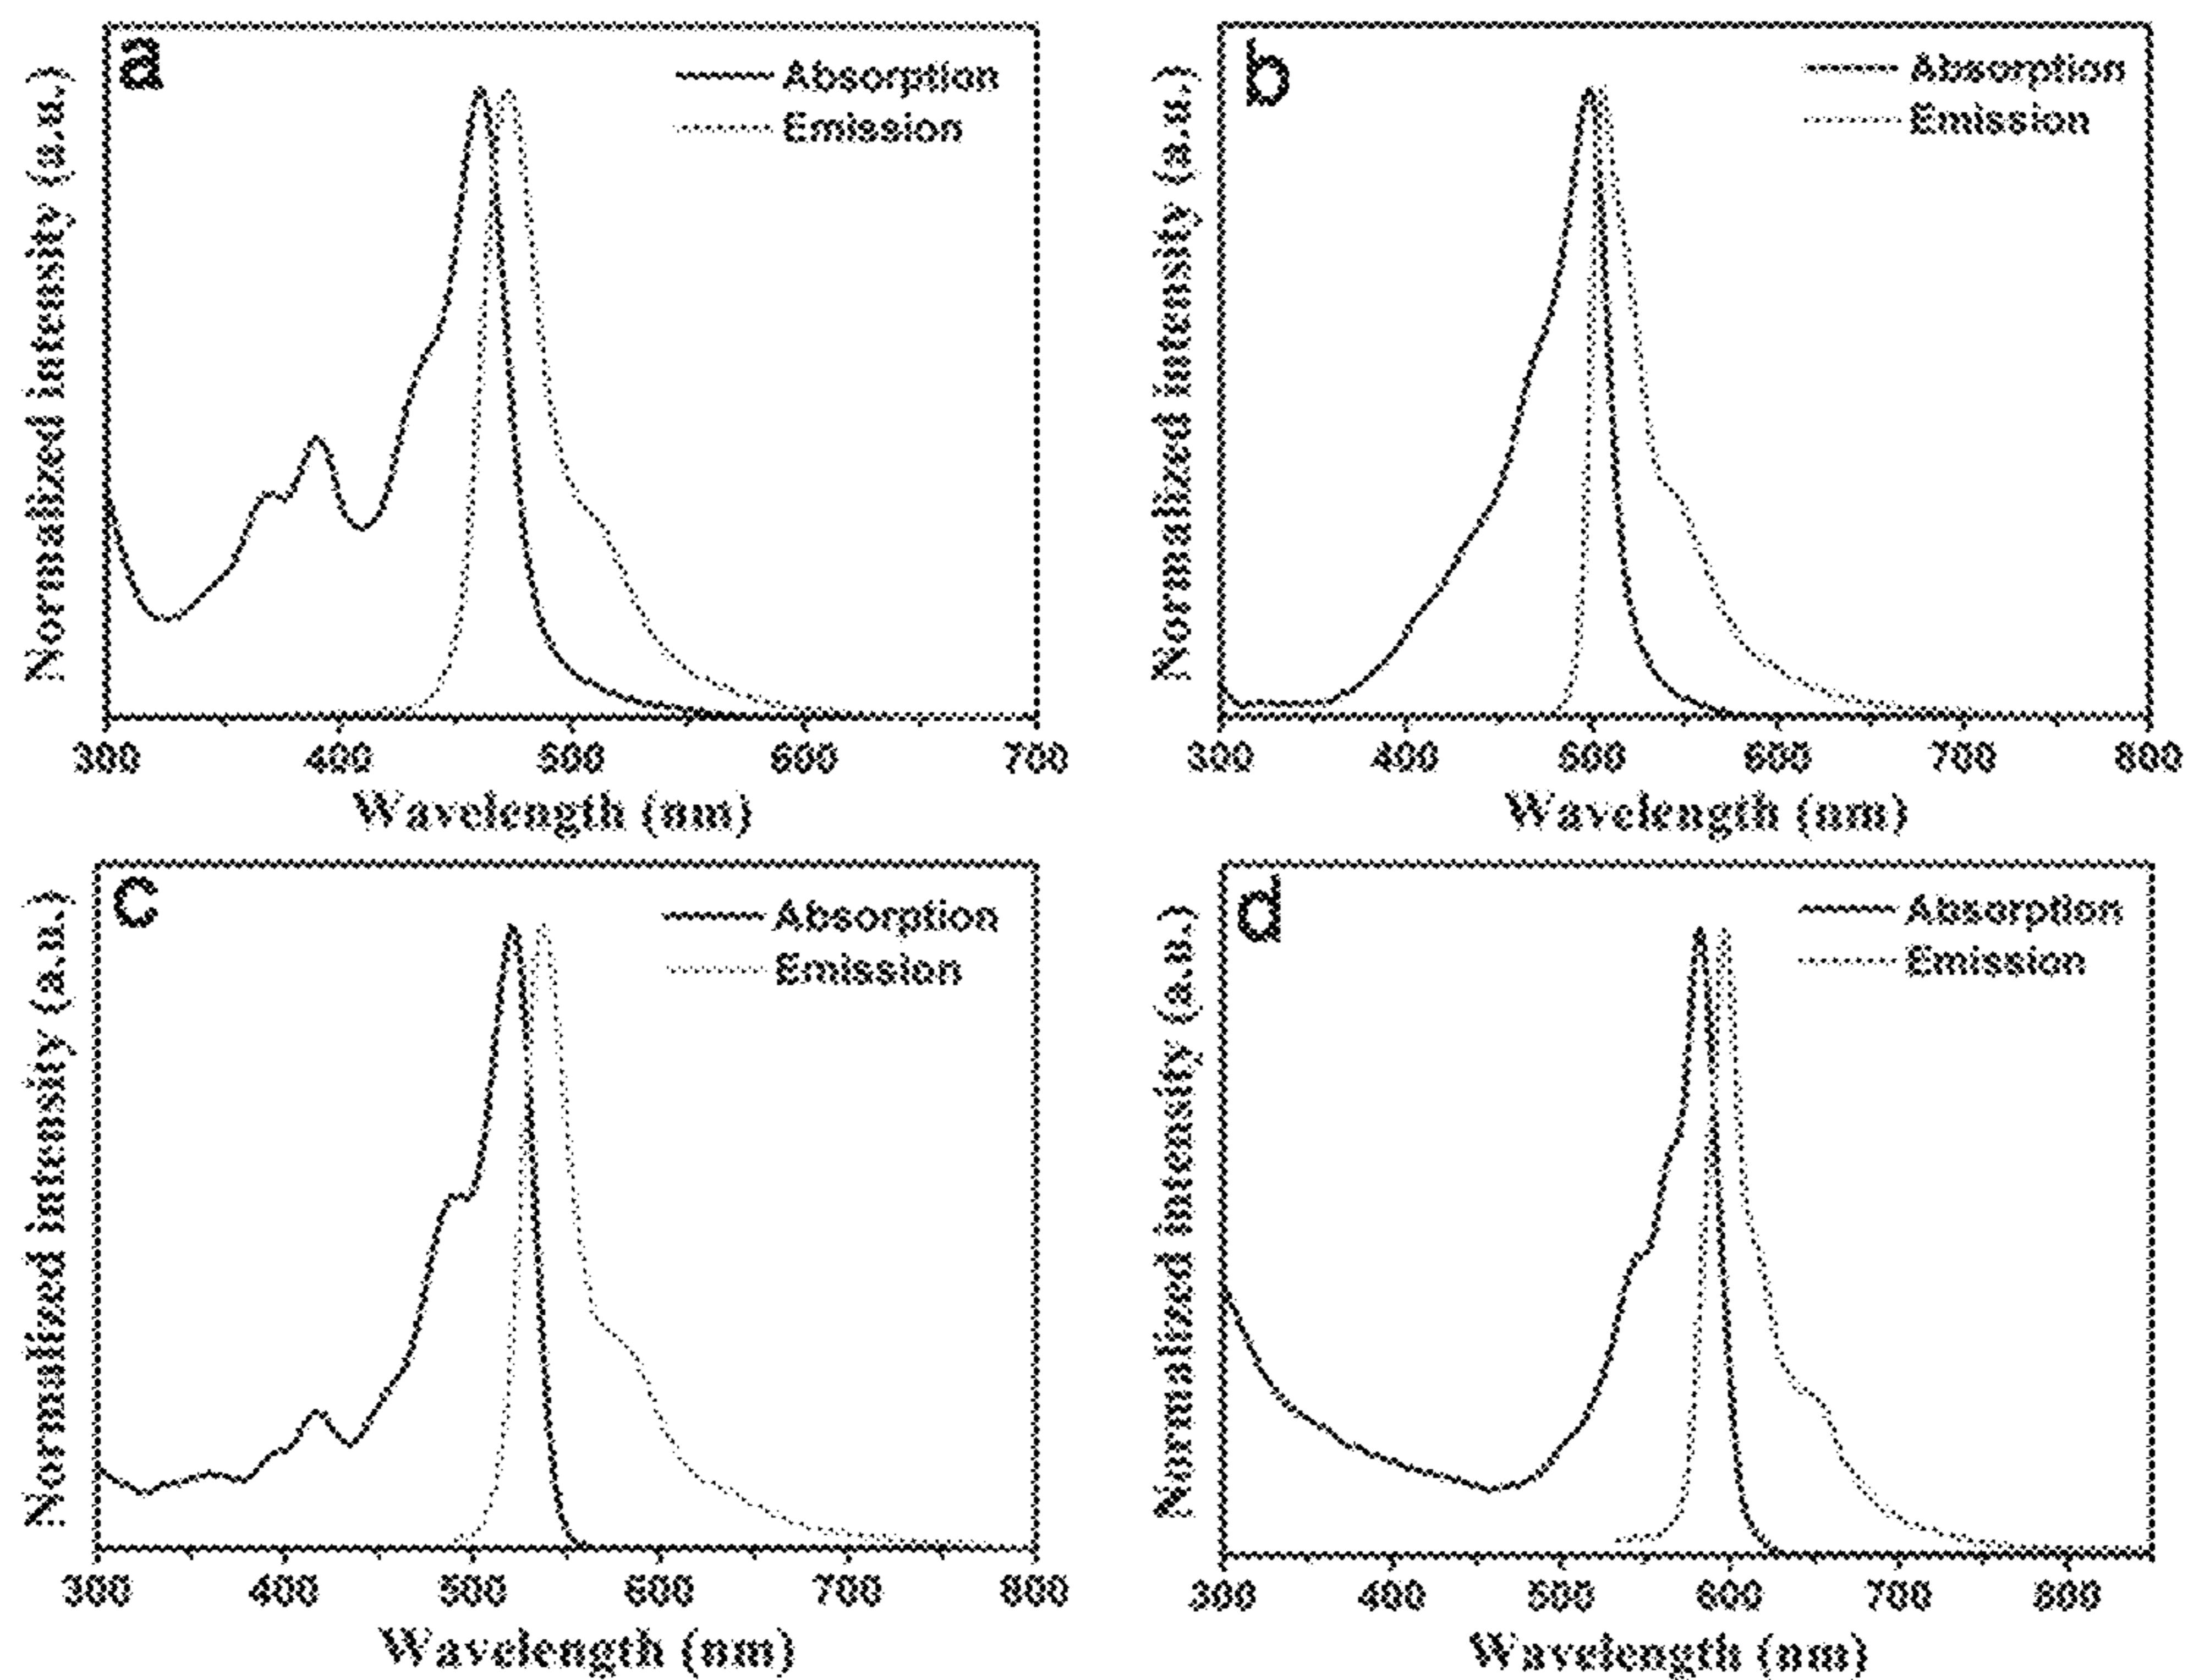 a
Absorption
Emission
Normalized intensity (a.u.)
300 400 500 600 700
Wavelength (nm)
b
Absorption
Emission
Normalized intensity (a.u.)
300 400 500 600 700 800
Wavelength (nm)
c
Absorption
Emission
Normalized intensity (a.u.)
300 400 500 600 700 800
Wavelength (nm)
d
Absorption
Emission
Normalized intensity (a.u.)
300 400 500 600 700 800
Wavelength (nm)